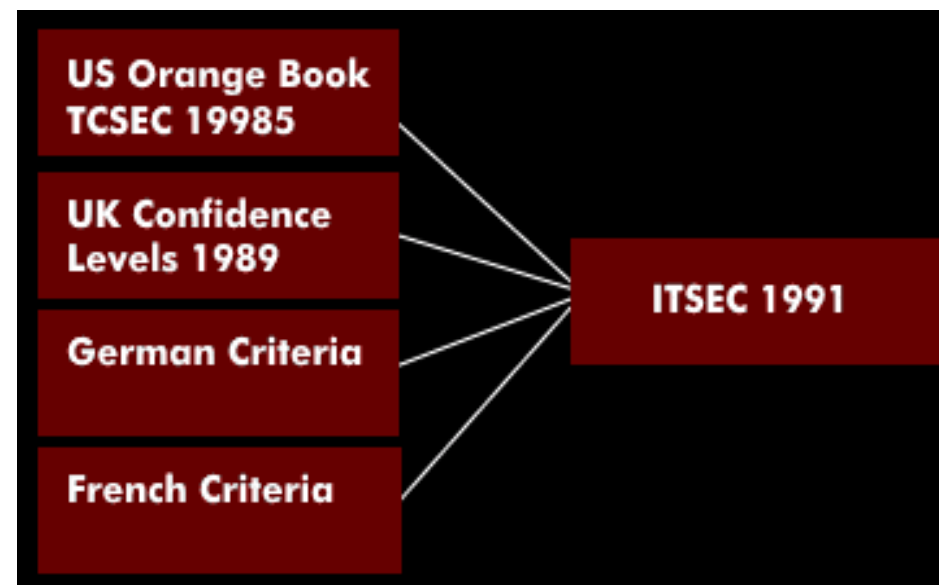 US Orange Book
TCSEC 19985
UK Confidence
Levels 1989
German Criteria
French Criteria
ITSEC 1991